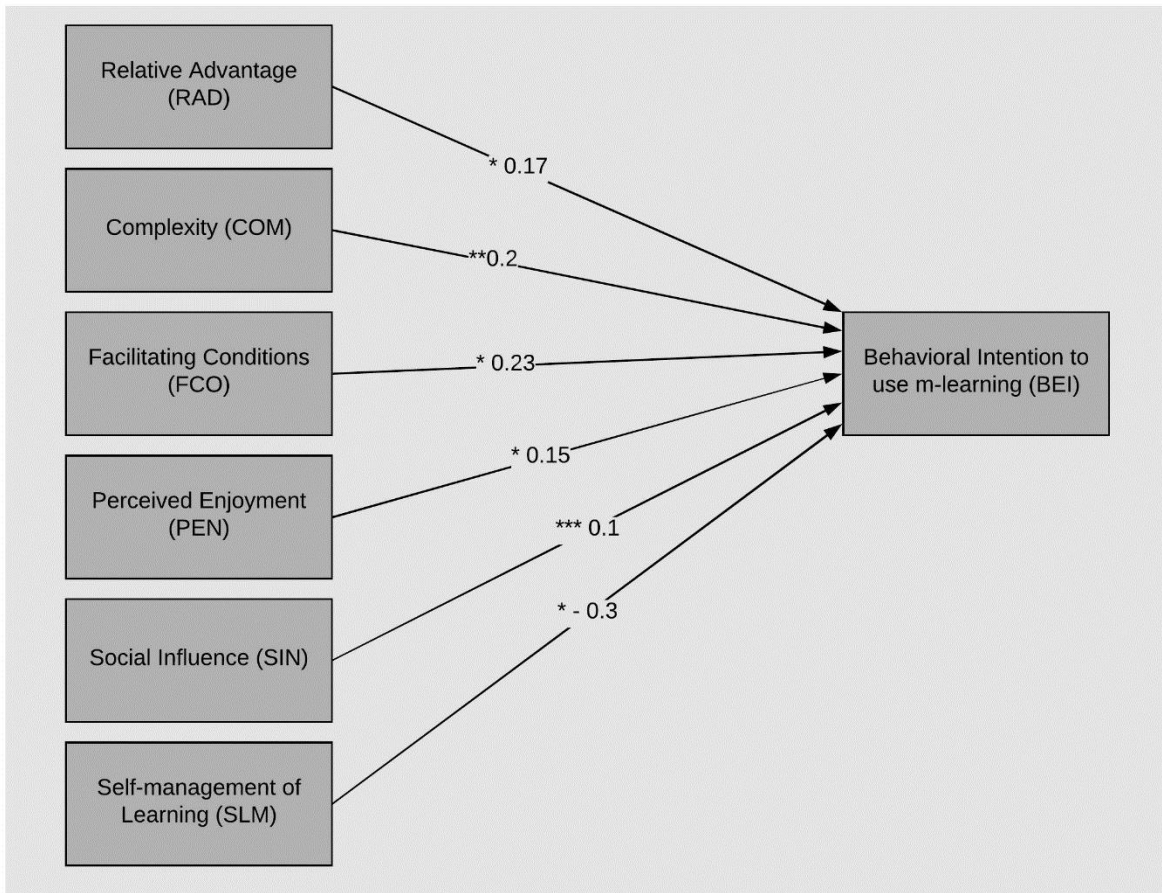 Relative Advantage
(RAD)
* 0.17
Complexity (COM)
**0.2
Facilitating Conditions
(FCO)
* 0.23
Behavioral Intention to
use m-learning (BEI)
Perceived Enjoyment
(PEN)
* 0.15
*** 0.1
Social Influence (SIN)
* - 0.3
Self-management of
Learning (SLM)